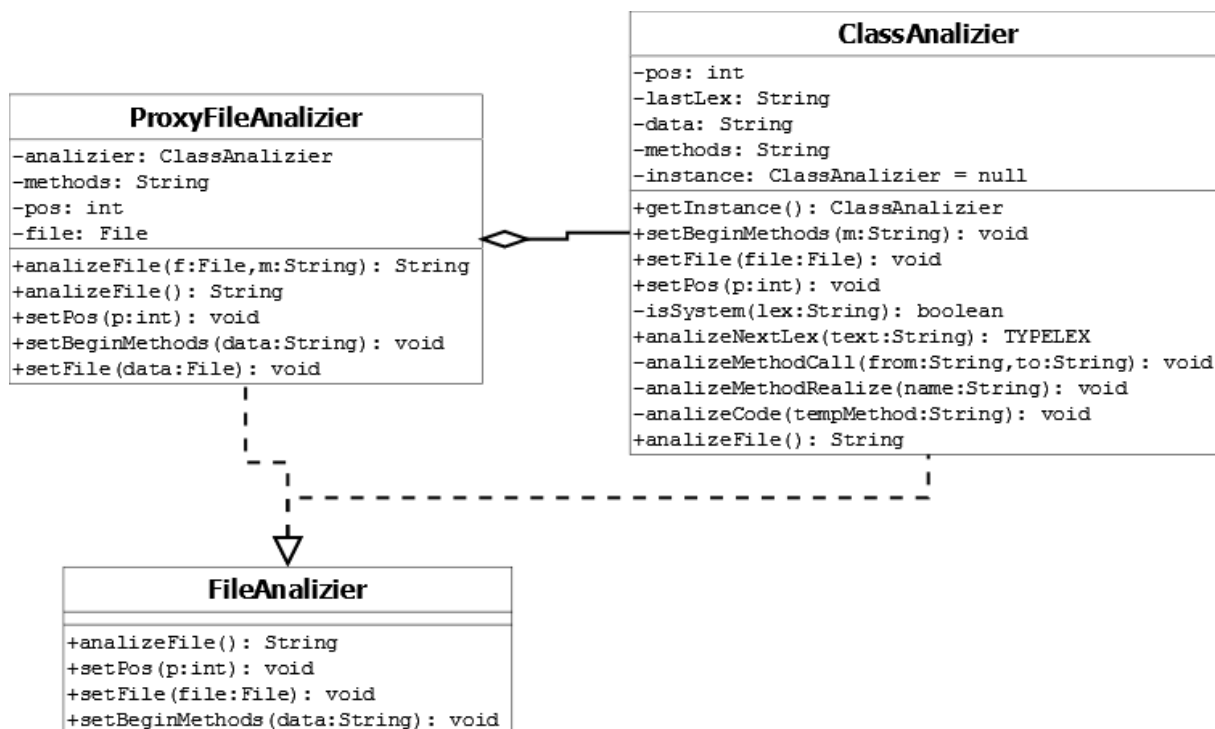 ProxyFileAnalizier
-analizier: ClassAnalizier
-methods: String
-pos: int
-file: File
+analizeFile(f:File,m:String): String
+analizeFile(): String
+setPos(p:int): void
+setBeginMethods(data:String): void
+setFile(data:File): void
ClassAnalizier
-pos: int
-lastLex: String
-data: String
-methods: String
-instance: ClassAnalizier = null
+getInstance(): ClassAnalizier
+setBeginMethods(m:String): void
+setFile(file:File): void
+setPos(p:int): void
-isSystem(lex:String): boolean
+analizeNextLex(text:String): TYPELEX
-analizeMethodCall(from:String,to:String): void
-analizeMethodRealize(name:String): void
-analizeCode(tempMethod:String): void
+analizeFile(): String
FileAnalizier
+analizeFile(): String
+setPos(p:int): void
+setFile(file:File): void
+setBeginMethods(data:String): void